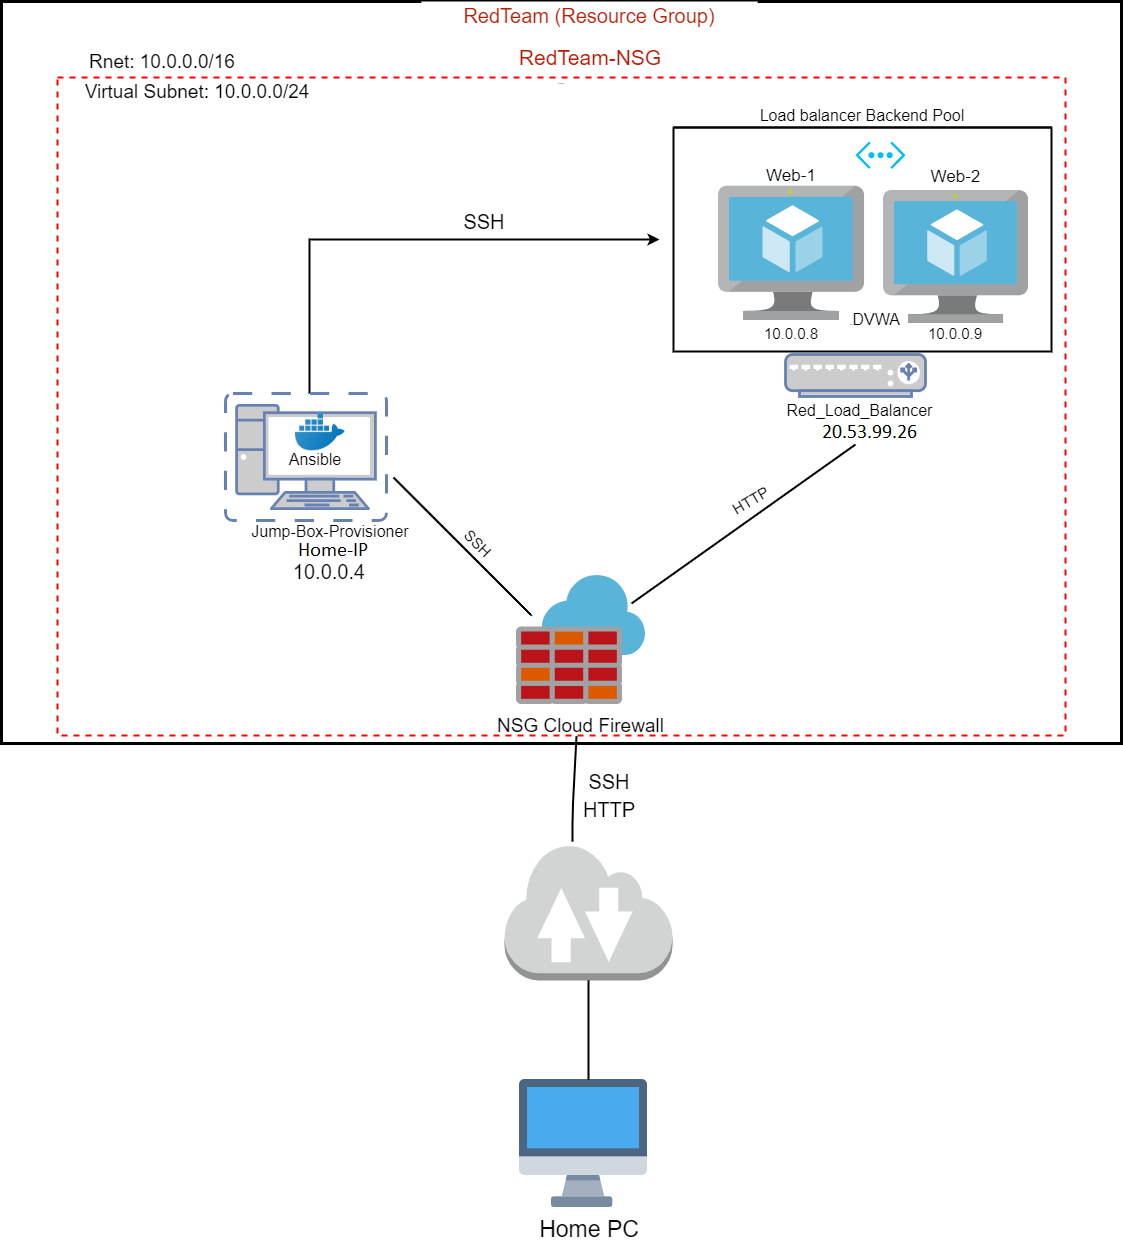 RedTeam (Resource Group)
RedTeam-NSG
Rnet: 10.0.0.0/16
Virtual Subnet: 10.0.0.0/24
Load balancer Backend Pool
Web-1
Web-2
SSH
.DVWA
10.0.0.8
10.0.0.9
Red_Load_Balancer
20.53.99.26
Ansible
Jump-Box-Provisioner
Home-IP
10.0.0.4
SSH
HTTP
NSG Cloud Firewall
SSH
HTTP
Home PC